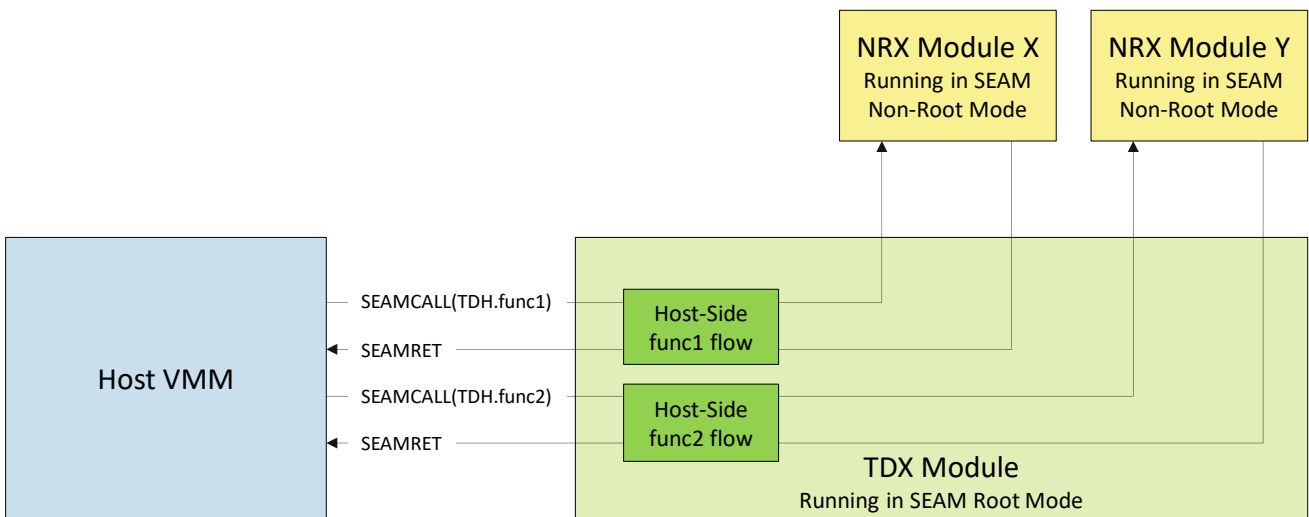 NRX Module X
Running in SEAM
Non-Root Mode
NRX Module Y
Running in SEAM
Non-Root Mode
Host VMM
SEAMCALL(TDH.func1)
SEAMRET
SEAMCALL(TDH.func2)
SEAMRET
Host-Side
func1 flow
Host-Side
func2 flow
TDX Module
Running in SEAM Root Mode